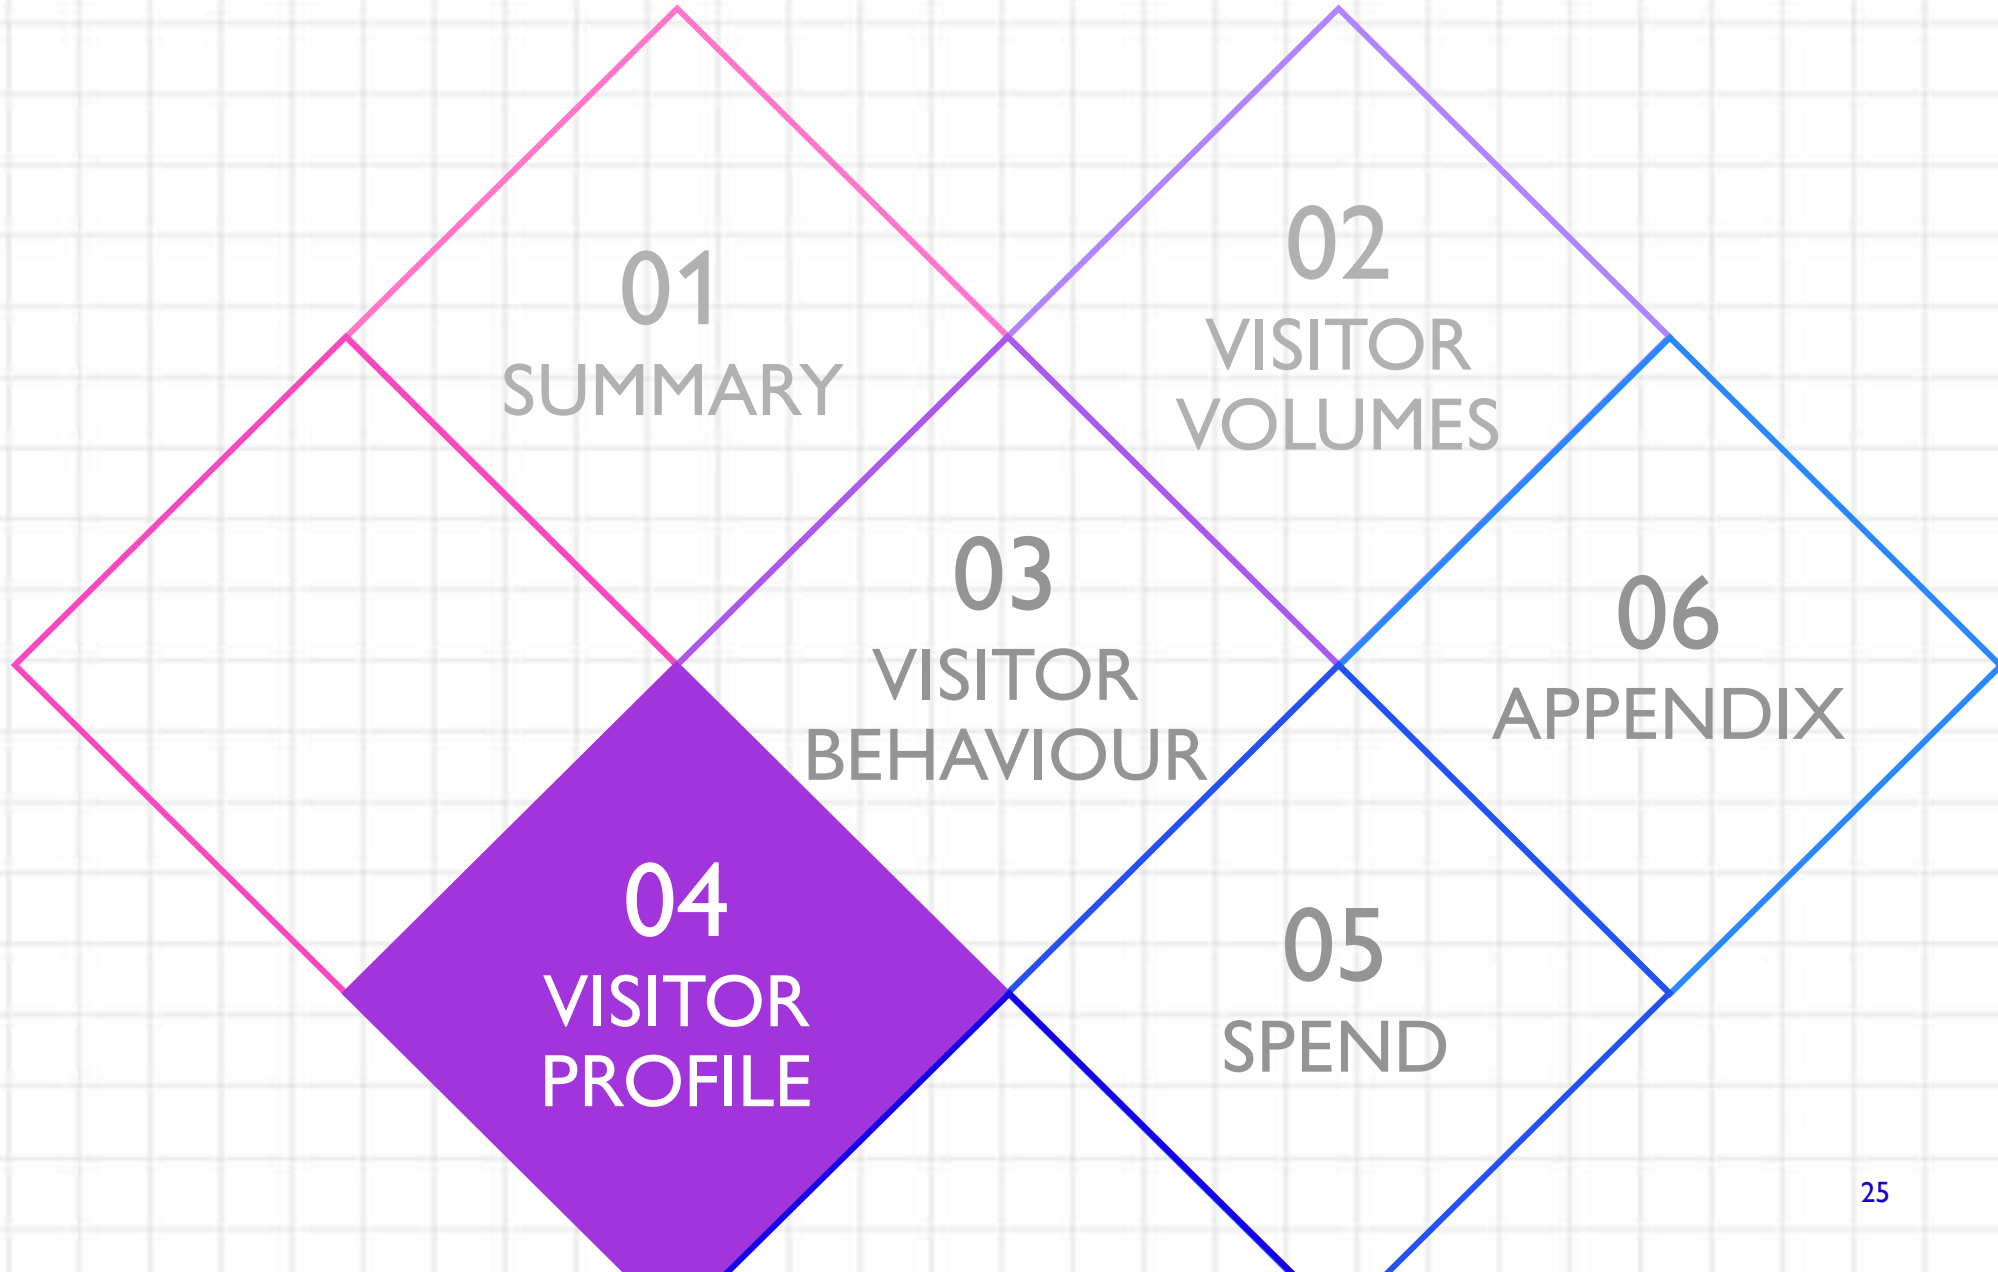 01
SUMMARY
02
VISITOR
VOLUMES
03
VISITOR
BEHAVIOUR
04
VISITOR
PROFILE
05
SPEND
06
APPENDIX
25